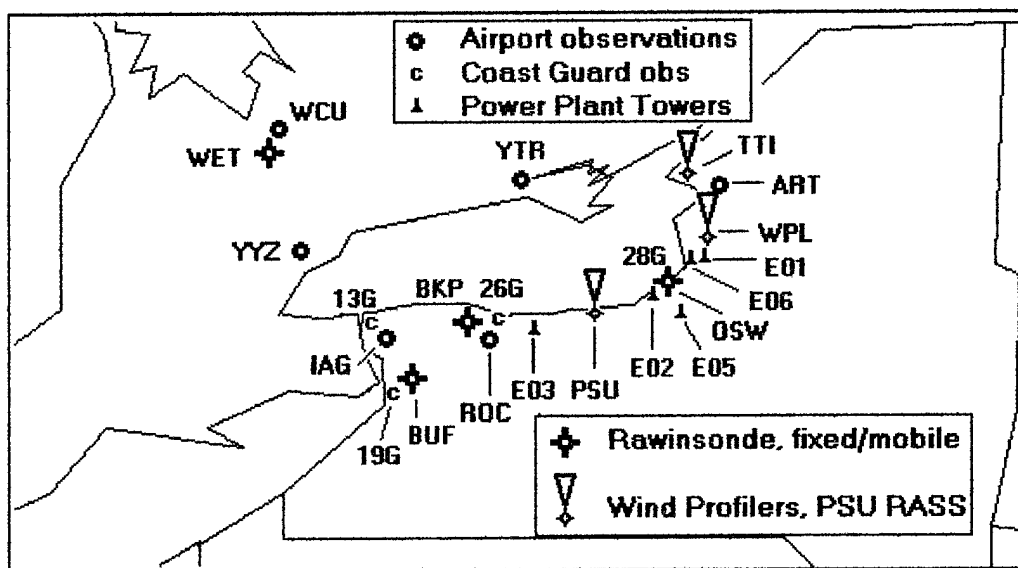 Airport observations
Coast Guard obs
Power Plant Towers
WCU
WET
YTR
TTI
ART
YYZ
WPL
28G
E01
BKP 26G
13G
E06
OSW
IAG
E02 E05
E03 PSU
ROC
BUF
19G
Rawinsonde, fixed/mobile
Wind Profilers, PSU RASS